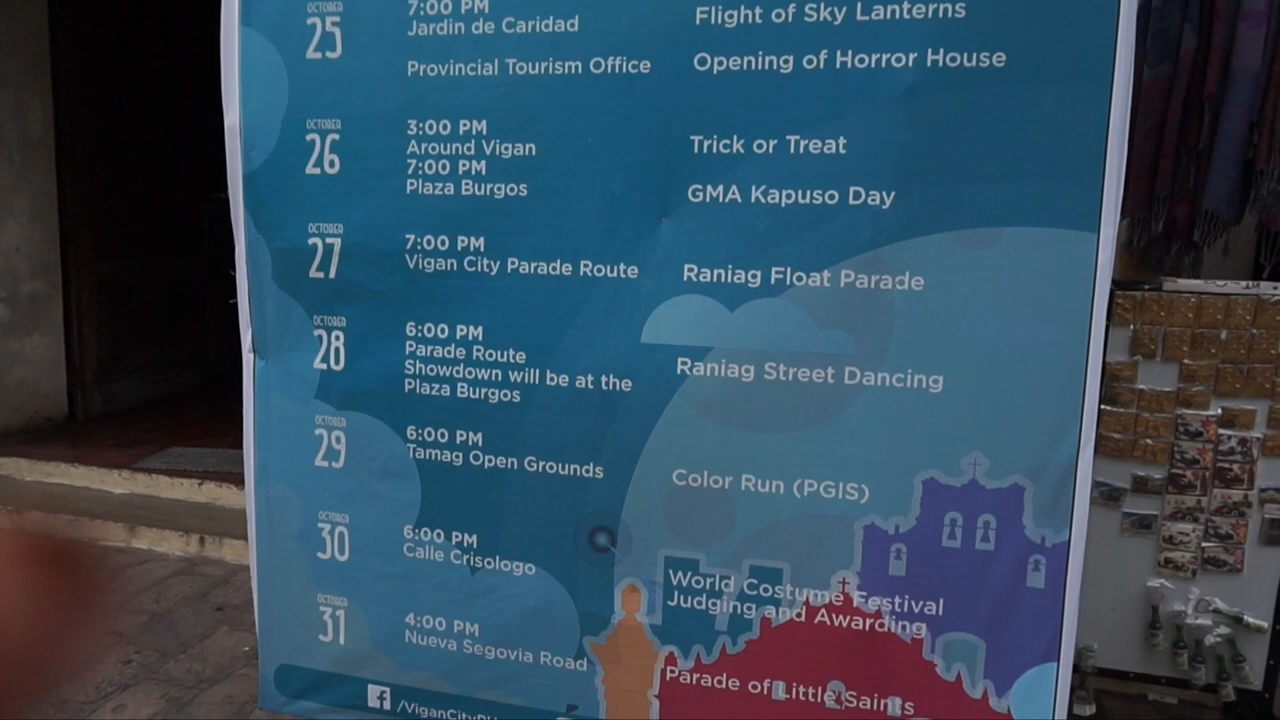 OCTOBER
25
7:00 PM
Jardin de Caridad
Flight of Sky Lanterns
Provincial Tourism Office
Opening of Horror House
OCTOBER
26
3:00 PM
Around Vigan
Trick or Treat
7:00 PM
Plaza Burgos
GMA Kapuso Day
OCTOBER
27
7:00 PM
Vigan City Parade Route
Raniag Float Parade
OCTOBER
28
6:00 PM
Parade Route
Showdown will be at the
Plaza Burgos
Raniag Street Dancing
OCTOBER
29
6:00 PM
Tamag Open Grounds
Color Run (PGIS)
OCTOBER
30
6:00 PM
Calle Crisologo
World Costume Festival
Judging and Awarding
OCTOBER
31
4:00 PM
Nueva Segovia Road
Parade of Little Saints